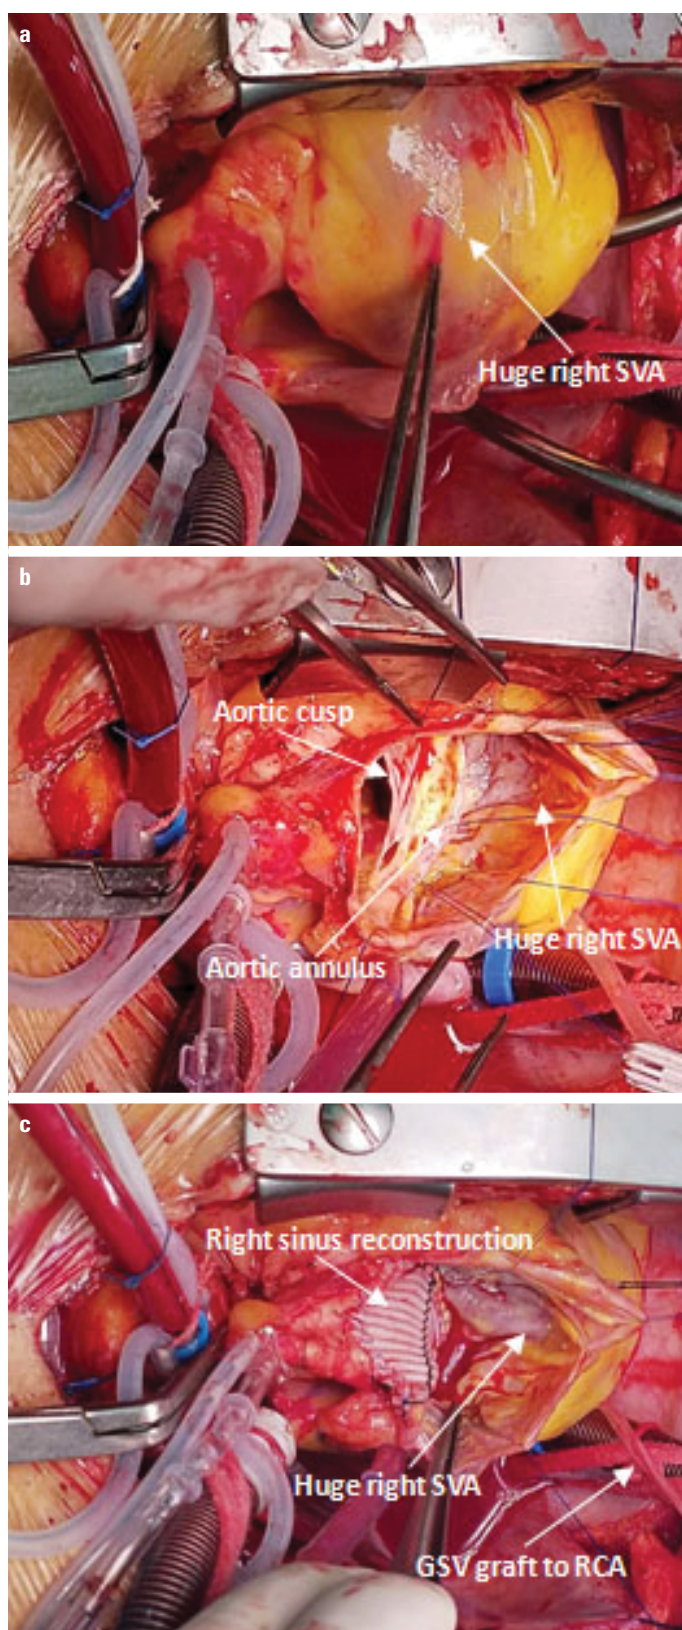 a
Huge right SVA
b
Aortic cusp
Huge right SVA
Aortic annulus
c
Right sinus reconstruction
Huge right SVA
GSV graft to RCA